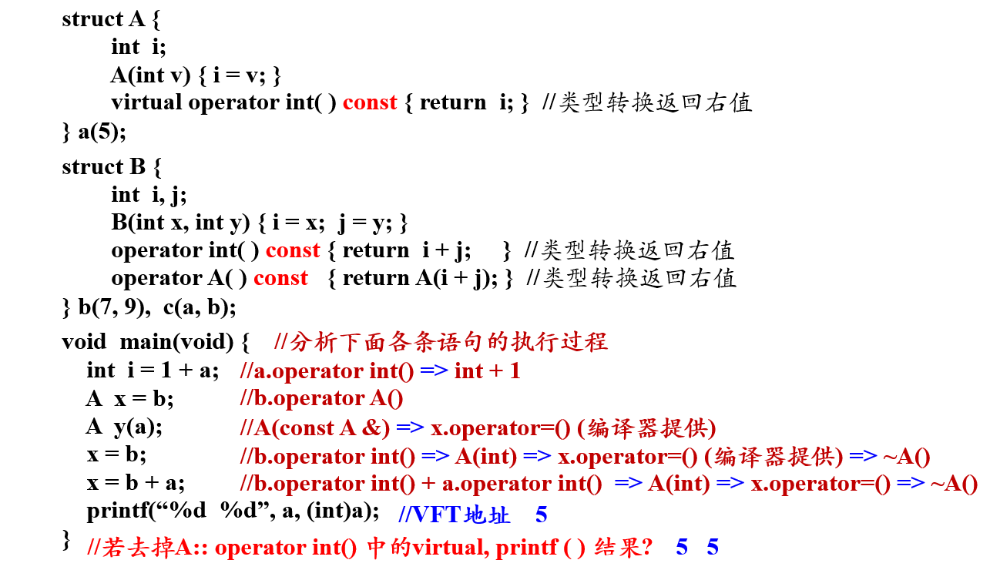 struct A {
int i;
A(int v) { i = v; }
virtual operator int( ) const { return i; } //类型转换返回右值
} a(5);
struct B {
int i, j;
B(int x, int y) { i = x; j = y; }
operator int( ) const { return i + j; } //类型转换返回右值
operator A( ) const { return A(i + j); } //类型转换返回右值
} b(7, 9), c(a, b);
void main(void) { //分析下面各条语句的执行过程
int i = 1 + a; //a.operator int() => int + 1
A x = b; //b.operator A()
A y(a); //A(const A &) => x.operator=() (编译器提供)
x = b; //b.operator int() => A(int) => x.operator=() (编译器提供) => ~A()
x = b + a; //b.operator int() + a.operator int() => A(int) => x.operator=() => ~A()
printf(“%d %d”, a, (int)a); //VFT地址 5
} //若去掉A:: operator int() 中的virtual, printf ( ) 结果? 5 5